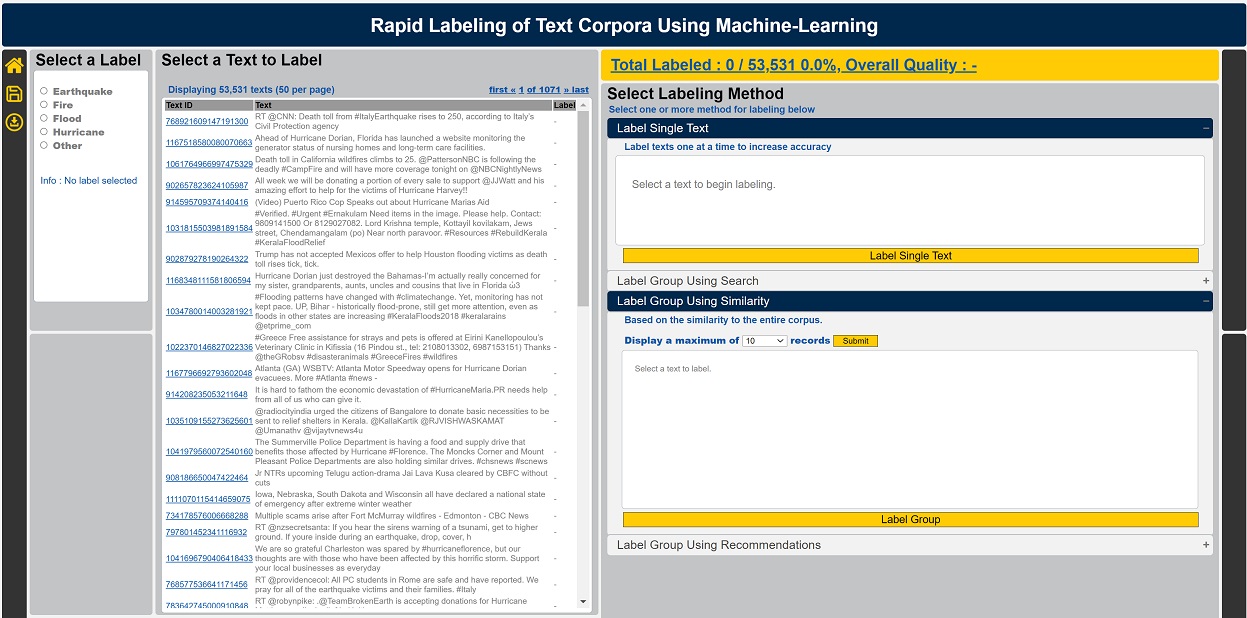 Rapid Labeling of Text Corpora Using Machine-Learning
Select a Label
Earthquake
Fire
Flood
Hurricane
Other
Info : No label selected
Select a Text to Label
Displaying 53,531 texts (50 per page) first « 1 of 1071 » last
Text ID Text Label
768921609147191300 RT @CNN: Death toll from #ItalyEarthquake rises to 250, according to Italy's -
Civil Protection agency
1167518580080070663 Ahead of Hurricane Dorian, Florida has launched a website monitoring the -
generator status of nursing homes and long-term care facilities.
1061764966997475329 Death toll in California wildfires climbs to 25. @PattersonNBC is following the -
deadly #CampFire and will have more coverage tonight on @NBCNightlyNews
902657823624105987 All week we will be donating a portion of every sale to support @JJWatt and his -
amazing effort to help for the victims of Hurricane Harvey!!
914595709374140416 (Video) Puerto Rico Cop Speaks out about Hurricane Marias Aid -
#Verified. #Urgent #Ernakulam Need items in the image. Please help. Contact:
1031815503981891584 9809141500 Or 8129027082. Lord Krishna temple, Kottayil kovilakam, Jews -
street, Chendamangalam (po) Near north paravoor. #Resources #RebuildKerala
#KeralaFloodRelief
902879278190264322 Trump has not accepted Mexicos offer to help Houston flooding victims as death -
toll rises tick, tick.
1168348111581806594 Hurricane Dorian just destroyed the Bahamas-I'm actually really concerned for -
my sister, grandparents, aunts, uncles and cousins that live in Florida ώ3
#Flooding patterns have changed with #climatechange. Yet, monitoring has not
1034780014003281921 kept pace. UP, Bihar - historically flood-prone, still get more attention, even as -
floods in other states are increasing #KeralaFloods2018 #keralarains
@etprime_com
#Greece Free assistance for strays and pets is offered at Eirini Kanellopoulou's
1022370146827022336 Veterinary Clinic in Kifissia (16 Pindou st., tel: 2108013302, 6987153151) Thanks -
@theGRobsv #disasteranimals #GreeceFires #wildfires
1167796692793602048 Atlanta (GA) WSBTV: Atlanta Motor Speedway opens for Hurricane Dorian -
evacuees. More #Atlanta #news -
914208235053211648 It is hard to fathom the economic devastation of #HurricaneMaria.PR needs help -
from all of us who can give it.
@radiocityindia urged the citizens of Bangalore to donate basic necessities to be
1035109155273625601 sent to relief shelters in Kerala. @KallaKartik @RJVISHWASKAMAT -
@Umanathv @vijaytvnews4u
The Summerville Police Department is having a food and supply drive that
1041979560072540160 benefits those affected by Hurricane #Florence. The Moncks Corner and Mount -
Pleasant Police Departments are also holding similar drives. #chsnews #scnews
908186650047422464 Jr NTRs upcoming Telugu action-drama Jai Lava Kusa cleared by CBFC without -
cuts
1111070115414659075 Iowa, Nebraska, South Dakota and Wisconsin all have declared a national state -
of emergency after extreme winter weather
734178576006668288 Multiple scams arise after Fort McMurray wildfires - Edmonton - CBC News -
797801452341116932 RT @nzsecretsanta: If you hear the sirens warning of a tsunami, get to higher -
ground. If youre inside during an earthquake, drop, cover, h
We are so grateful Charleston was spared by #hurricaneflorence, but our
1041696790406418433 thoughts are with those who have been affected by this horrific storm. Support -
your local businesses as everyday
768577536641171456 RT @providencecol: All PC students in Rome are safe and have reported. We -
pray for all of the earthquake victims and their families. #Italy
783642745000910848 RT @robynpike: .@TeamBrokenEarth is accepting donations for Hurricane -
Total Labeled : 0 / 53,531 0.0%, Overall Quality : -
Select Labeling Method
Select one or more method for labeling below
Label Single Text −
Label texts one at a time to increase accuracy
Select a text to begin labeling.
Label Single Text
Label Group Using Search +
Label Group Using Similarity −
Based on the similarity to the entire corpus.
Display a maximum of 10 records Submit
Select a text to label.
Label Group
Label Group Using Recommendations +